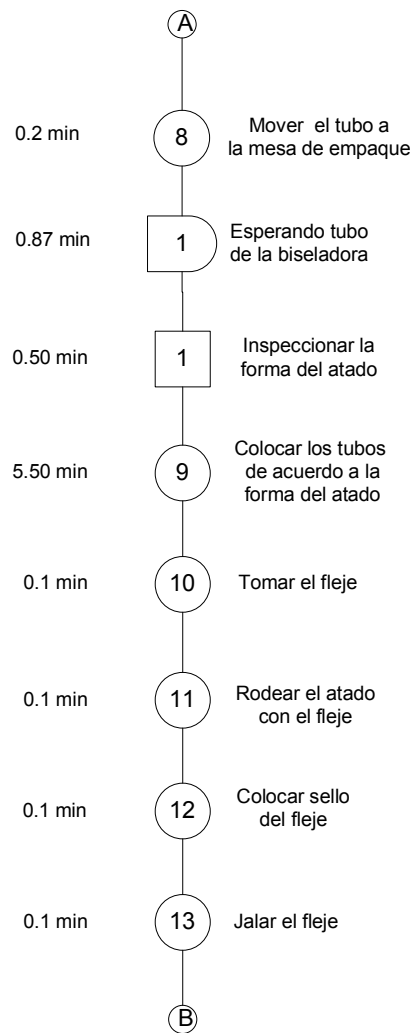 A
0.2 min
8
Mover el tubo a
la mesa de empaque
0.87 min
1
Esperando tubo
de la biseladora
0.50 min
1
Inspeccionar la
forma del atado
5.50 min
9
Colocar los tubos
de acuerdo a la
forma del atado
0.1 min
10
Tomar el fleje
0.1 min
11
Rodear el atado
con el fleje
0.1 min
12
Colocar sello
del fleje
0.1 min
13
Jalar el fleje
B